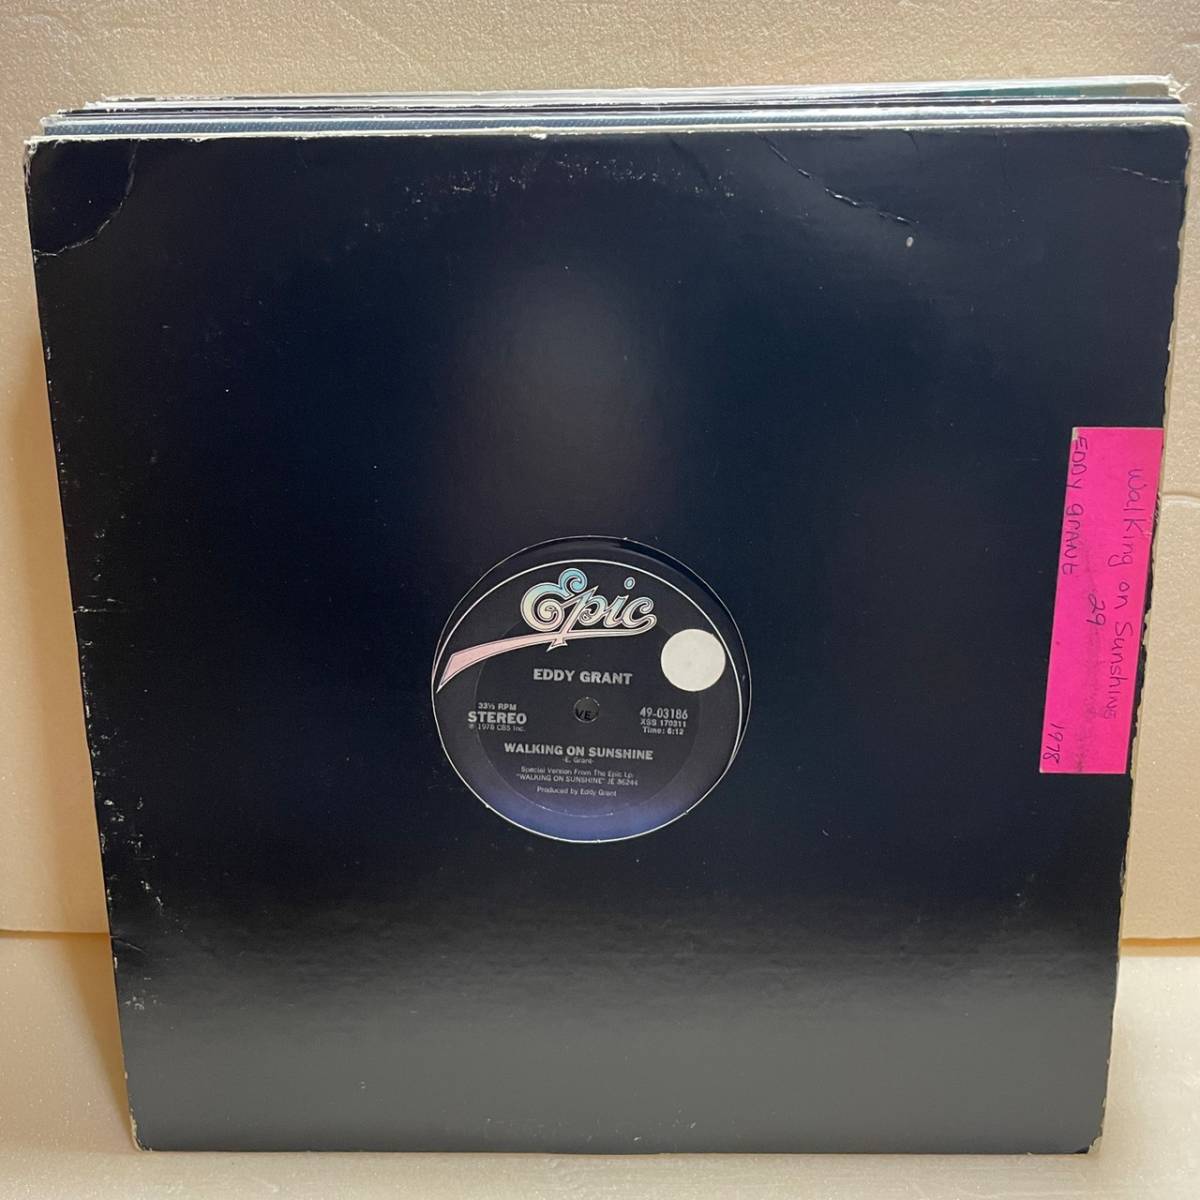 Epic
EDDY GRANT
33⅓ RPM
STEREO
℗ 1978 CBS Inc.
VE
49-03186
XSS 170311
Time: 6:12
WALKING ON SUNSHINE
-E. Grant-
Special Version From The Epic Lp:
"WALKING ON SUNSHINE" JE 36244
Produced by Eddy Grant
Walking on Sunshine
29
EDDY grant
1978